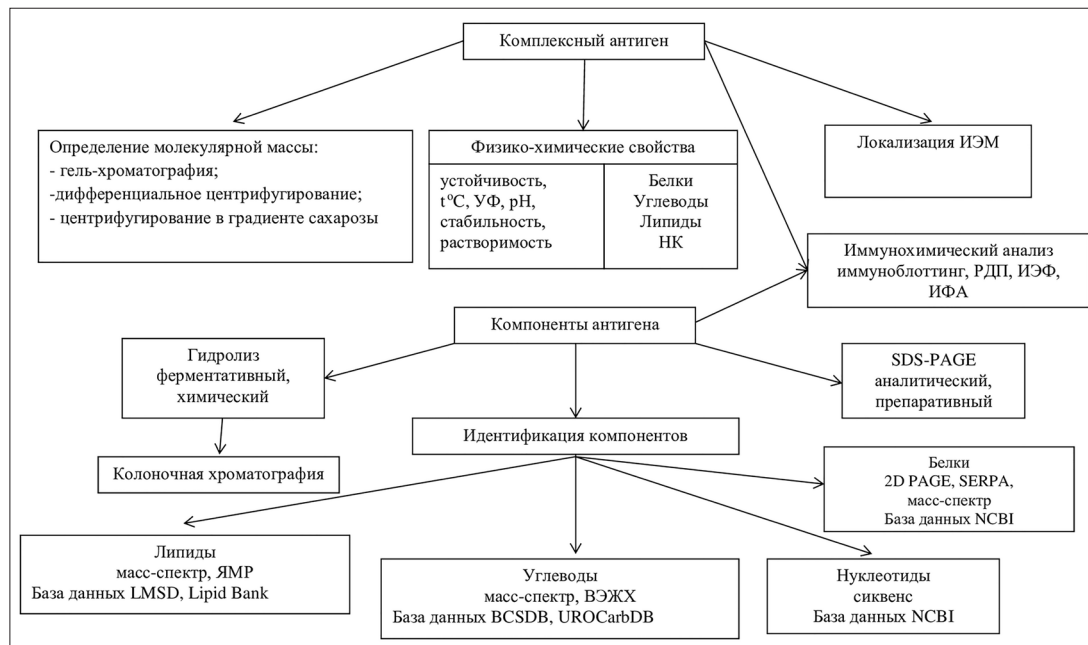 Комплексный антиген
Определение молекулярной массы:
- гель-хроматография;
-дифференциальное центрифугирование;
- центрифугирование в градиенте сахарозы
Физико-химические свойства
устойчивость,
t°C, УФ, pH,
стабильность,
растворимость
Белки
Углеводы
Липиды
НК
Локализация ИЭМ
Иммунохимический анализ
иммуноблоттинг, РДП, ИЭФ,
ИФА
Компоненты антигена
Гидролиз
ферментативный,
химический
SDS-PAGE
аналитический,
препаративный
Идентификация компонентов
Колоночная хроматография
Белки
2D PAGE, SERPA,
масс-спектр
База данных NCBI
Липиды
масс-спектр, ЯМР
База данных LMSD, Lipid Bank
Углеводы
масс-спектр, ВЭЖХ
База данных BCSDB, UROCarbDB
Нуклеотиды
сиквенс
База данных NCBI